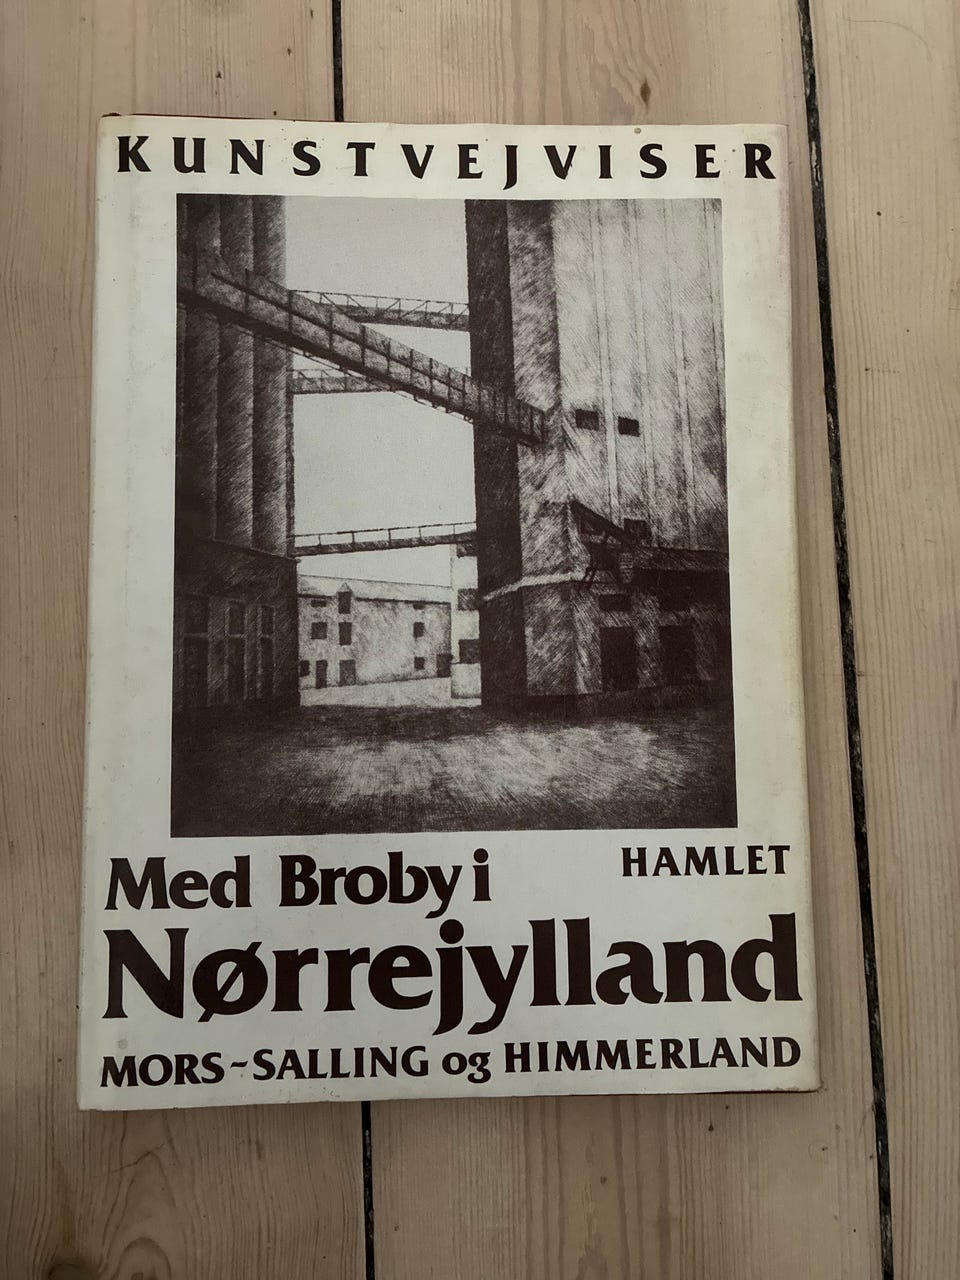 KUNSTVEJVISER
Med Broby i
HAMLET
Nørrejylland
MORS~SALLING og HIMMERLAND